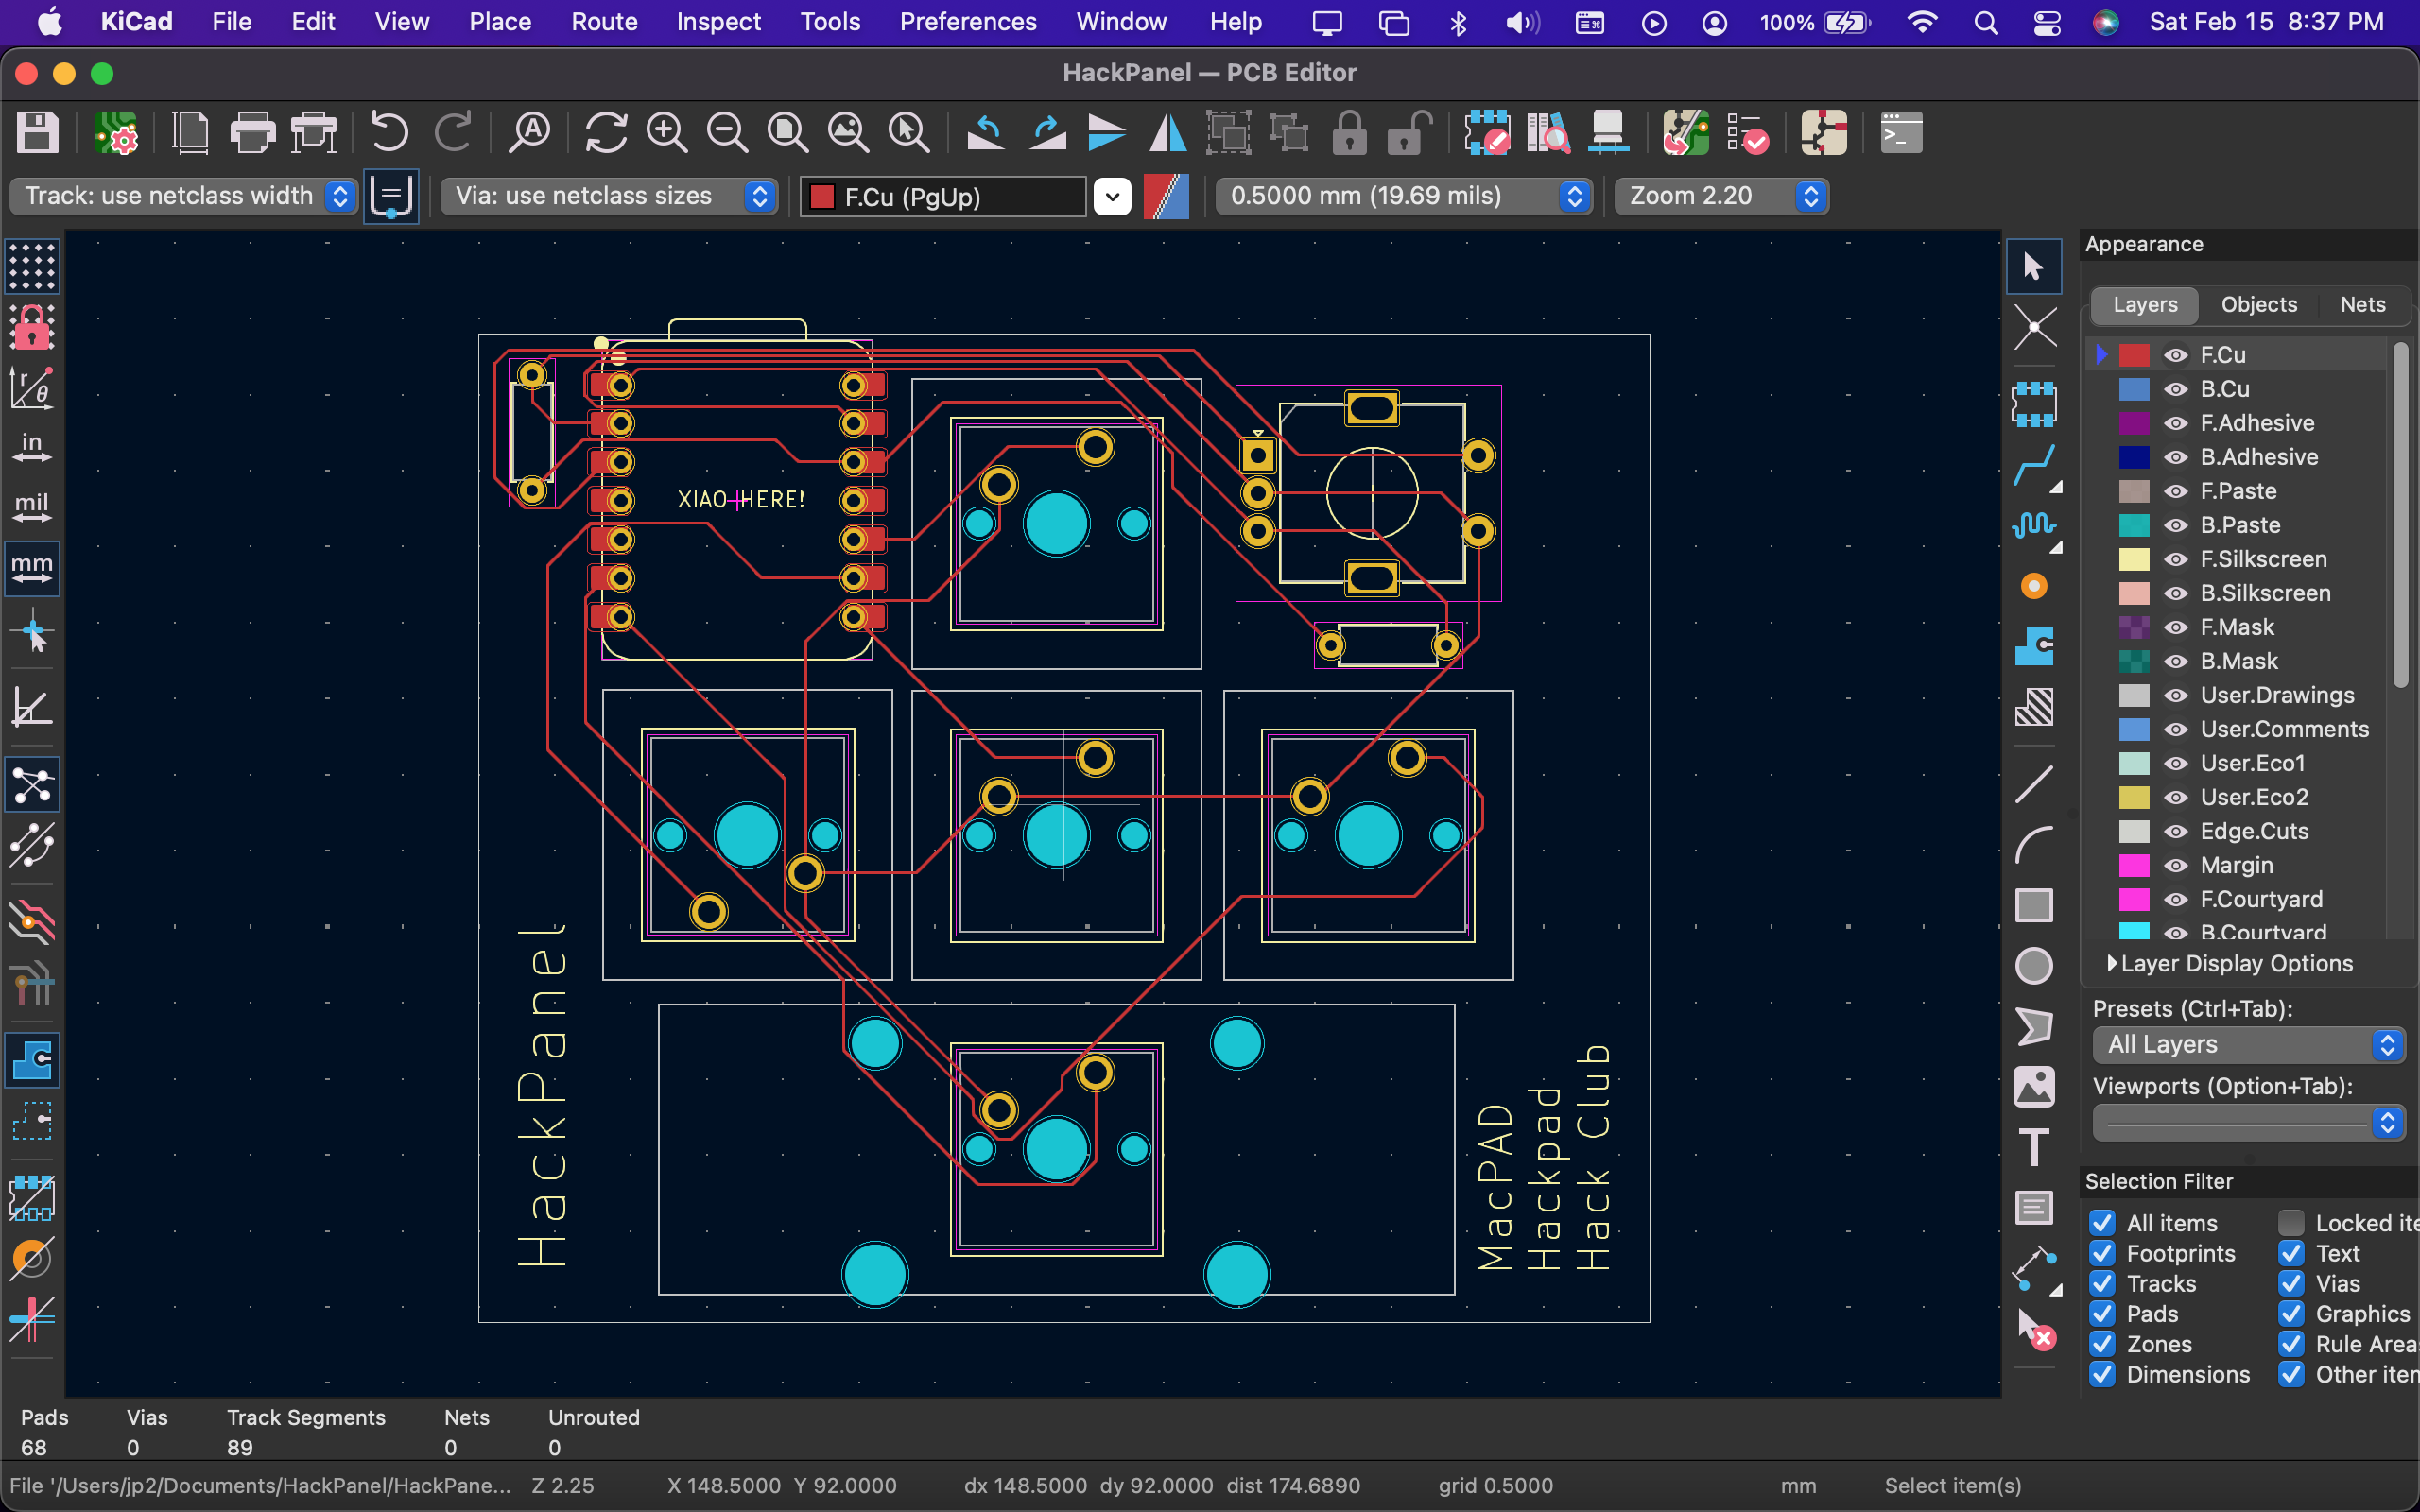 KiCad File Edit View Place Route Inspect Tools Preferences Window Help 100% Sat Feb 15 8:37 PM
HackPanel — PCB Editor
Track: use netclass width Via: use netclass sizes F.Cu (PgUp) 0.5000 mm (19.69 mils) Zoom 2.20
in
mil
mm
XIAO HERE!
HackPanel
MacPAD
Hackpad
Hack Club
Appearance
Layers Objects Nets
F.Cu
B.Cu
F.Adhesive
B.Adhesive
F.Paste
B.Paste
F.Silkscreen
B.Silkscreen
F.Mask
B.Mask
User.Drawings
User.Comments
User.Eco1
User.Eco2
Edge.Cuts
Margin
F.Courtyard
B.Courtyard
Layer Display Options
Presets (Ctrl+Tab):
All Layers
Viewports (Option+Tab):
Selection Filter
All items Locked ite
Footprints Text
Tracks Vias
Pads Graphics
Zones Rule Area
Dimensions Other iten
Pads Vias Track Segments Nets Unrouted
68 0 89 0 0
File '/Users/jp2/Documents/HackPanel/HackPane... Z 2.25 X 148.5000 Y 92.0000 dx 148.5000 dy 92.0000 dist 174.6890 grid 0.5000 mm Select item(s)